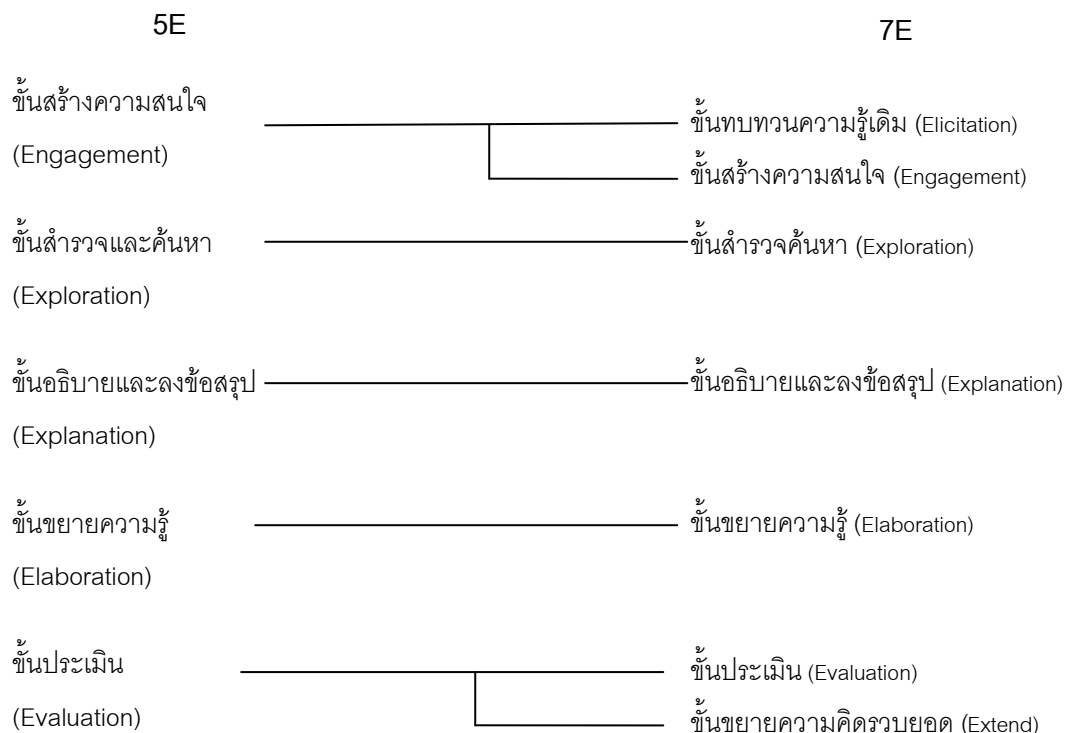 5E
7E
ขั้นสร้างความสนใจ
(Engagement)
ขั้นทบทวนความรู้เดิม (Elicitation)
ขั้นสร้างความสนใจ (Engagement)
ขั้นสำรวจและค้นหา
(Exploration)
ขั้นสำรวจค้นหา (Exploration)
ขั้นอธิบายและลงข้อสรุป
(Explanation)
ขั้นอธิบายและลงข้อสรุป (Explanation)
ขั้นขยายความรู้
(Elaboration)
ขั้นขยายความรู้ (Elaboration)
ขั้นประเมิน
(Evaluation)
ขั้นประเมิน (Evaluation)
ขั้นขยายความคิดรวบยอด (Extend)